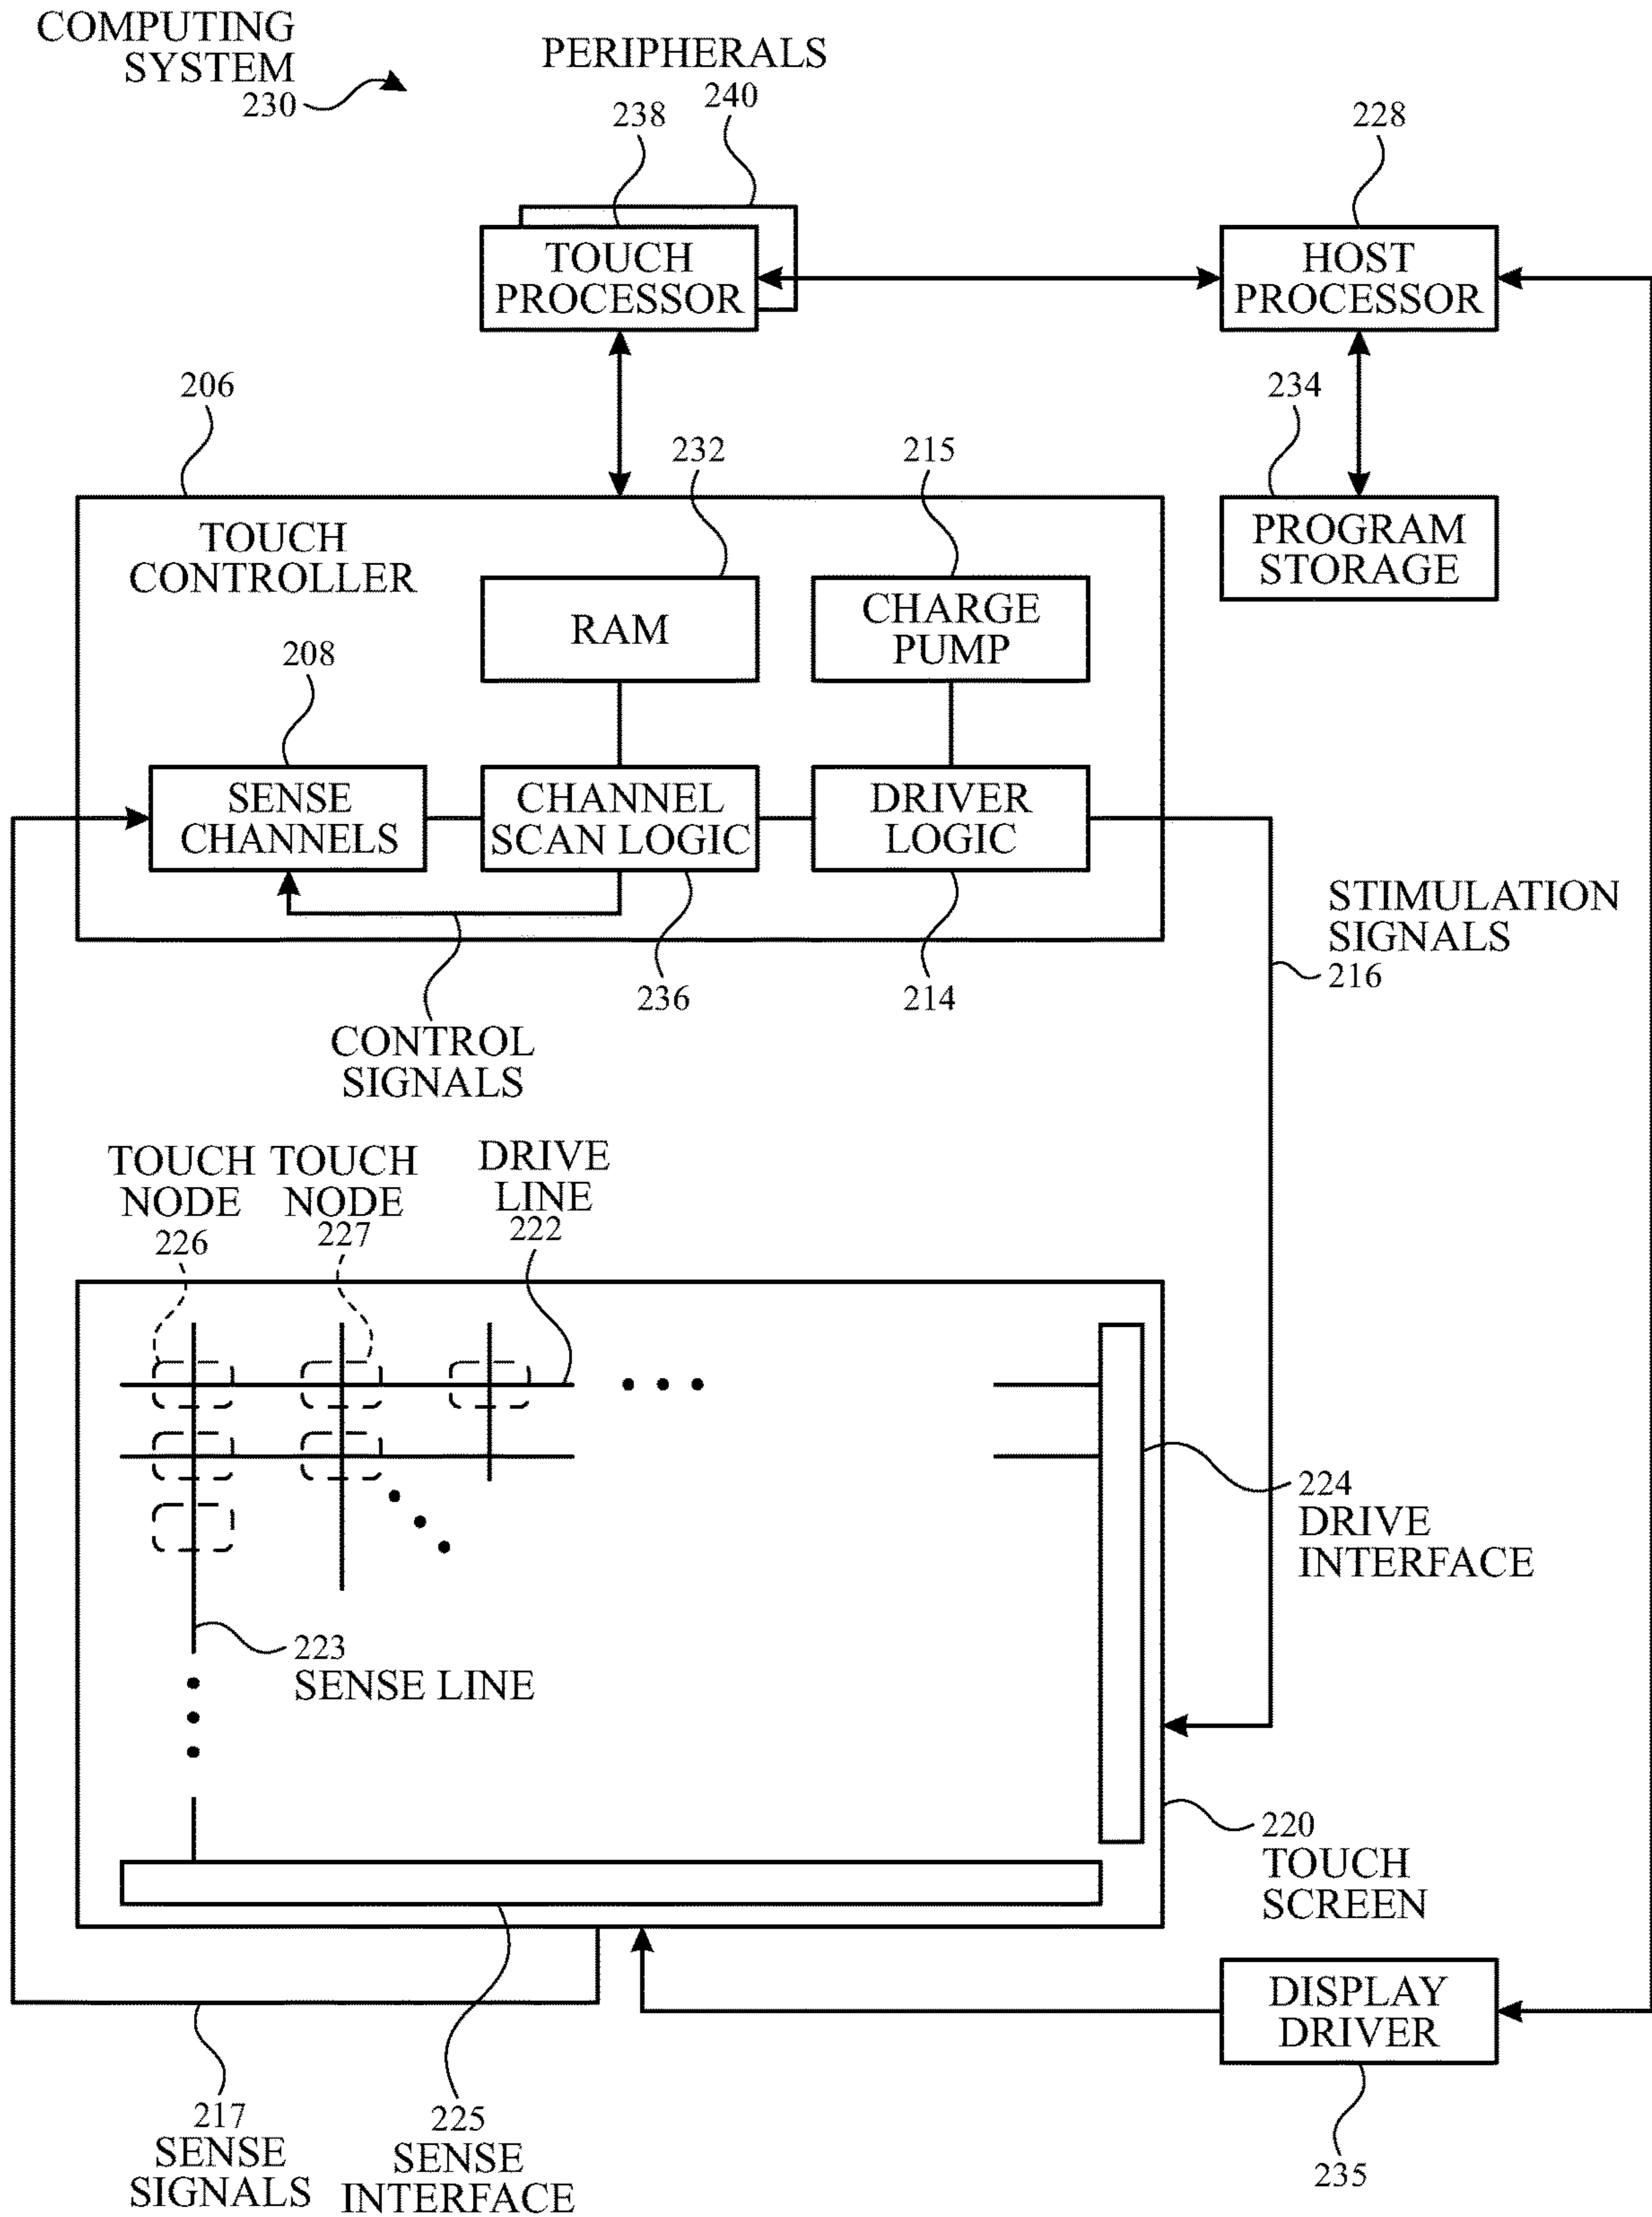 COMPUTING
SYSTEM
230
PERIPHERALS
240
238
228
TOUCH
PROCESSOR
HOST
PROCESSOR
206
234
232
215
TOUCH
CONTROLLER
PROGRAM
STORAGE
RAM
CHARGE
PUMP
208
SENSE
CHANNELS
CHANNEL
SCAN LOGIC
DRIVER
LOGIC
STIMULATION
SIGNALS
216
236
214
CONTROL
SIGNALS
TOUCH
NODE
226
TOUCH
NODE
227
DRIVE
LINE
222
224
DRIVE
INTERFACE
223
SENSE LINE
220
TOUCH
SCREEN
DISPLAY
DRIVER
217
SENSE
SIGNALS
225
SENSE
INTERFACE
235